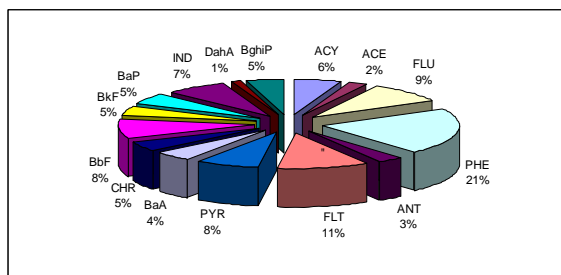 ACY
6%
ACE
2%
FLU
9%
PHE
21%
ANT
3%
FLT
11%
PYR
8%
BaA
4%
CHR
5%
BbF
8%
BkF
5%
BaP
5%
IND
7%
DahA
1%
BghiP
5%